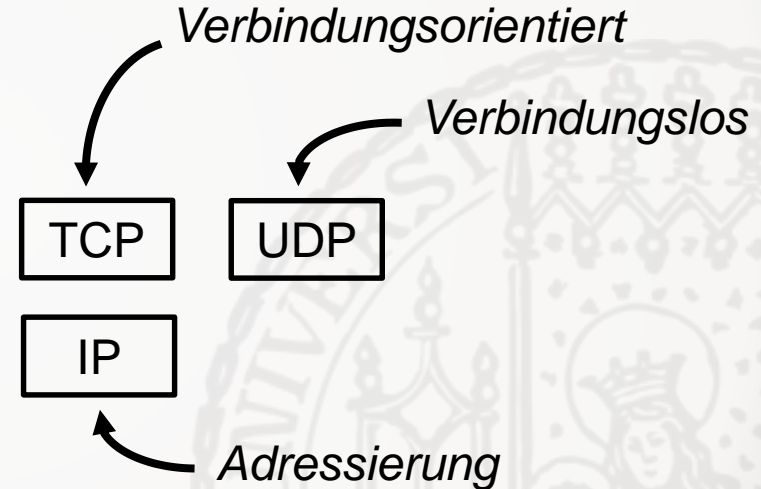 Verbindungsorientiert
Verbindungslos
TCP
UDP
IP
Adressierung